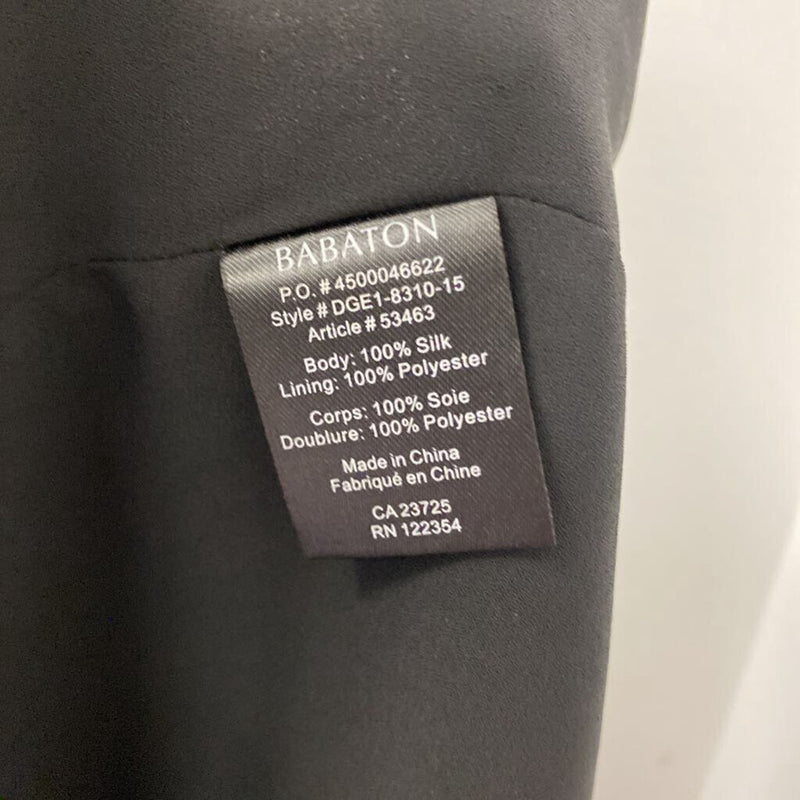 BABATON
P.O. # 4500046622
Style # DGE1-8310-15
Article # 53463
Body: 100% Silk
Lining: 100% Polyester
Corps: 100% Soie
Doublure: 100% Polyester
Made in China
Fabriqué en Chine
CA 23725
RN 122354